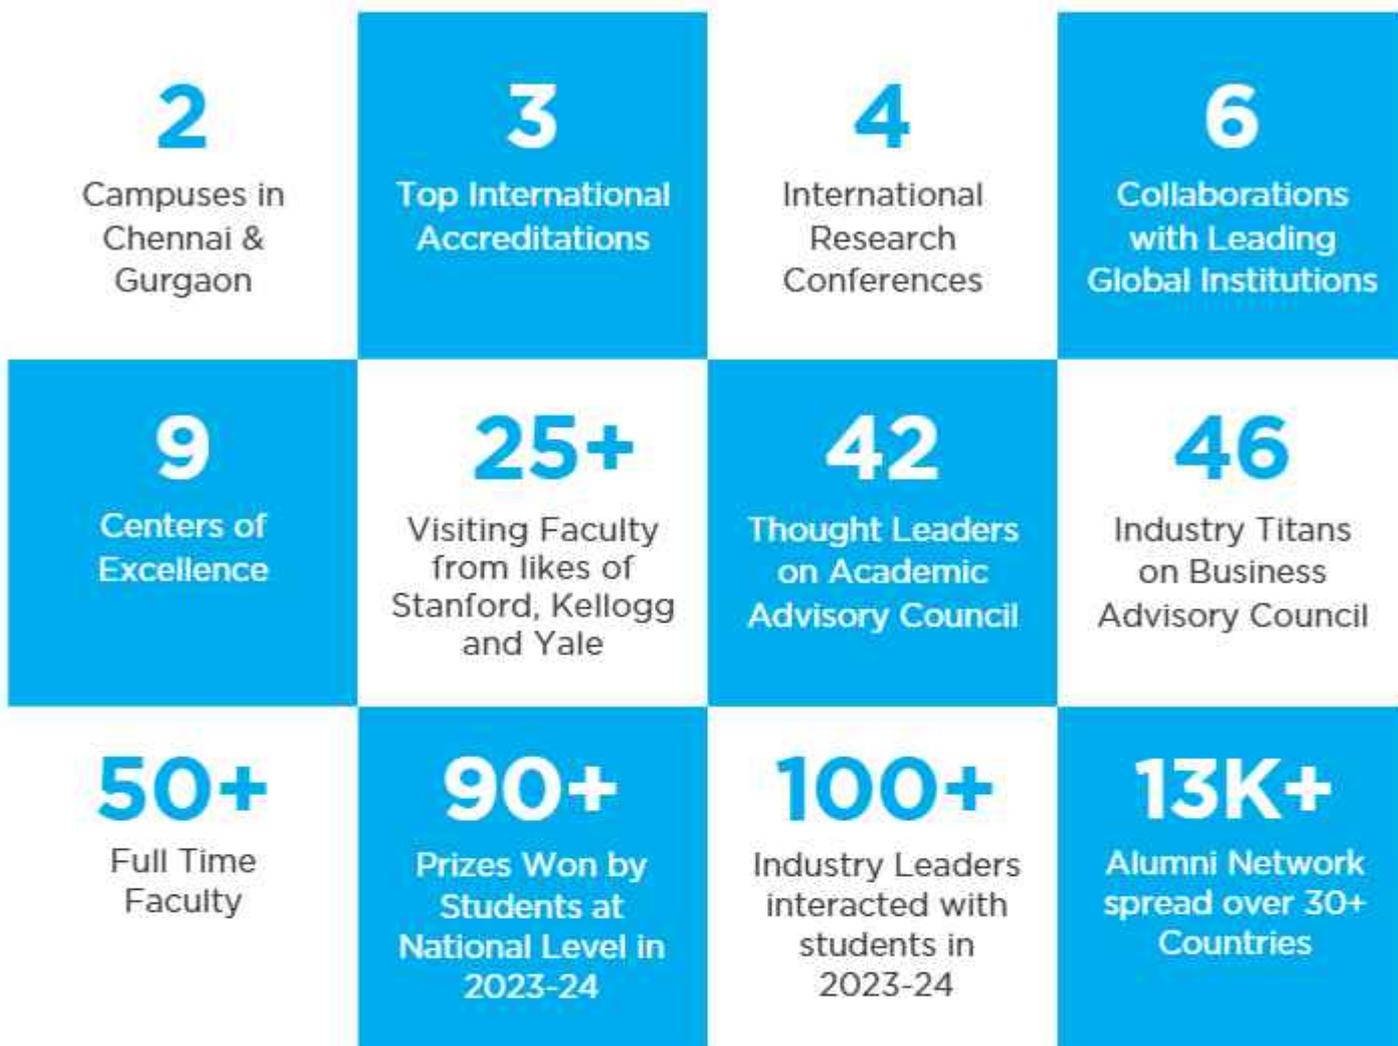 2
Campuses in
Chennai &
Gurgaon
3
Top International
Accreditations
4
International
Research
Conferences
6
Collaborations
with Leading
Global Institutions
9
Centers of
Excellence
25+
Visiting Faculty
from likes of
Stanford, Kellogg
and Yale
42
Thought Leaders
on Academic
Advisory Council
46
Industry Titans
on Business
Advisory Council
50+
Full Time
Faculty
90+
Prizes Won by
Students at
National Level in
2023-24
100+
Industry Leaders
interacted with
students in
2023-24
13K+
Alumni Network
spread over 30+
Countries